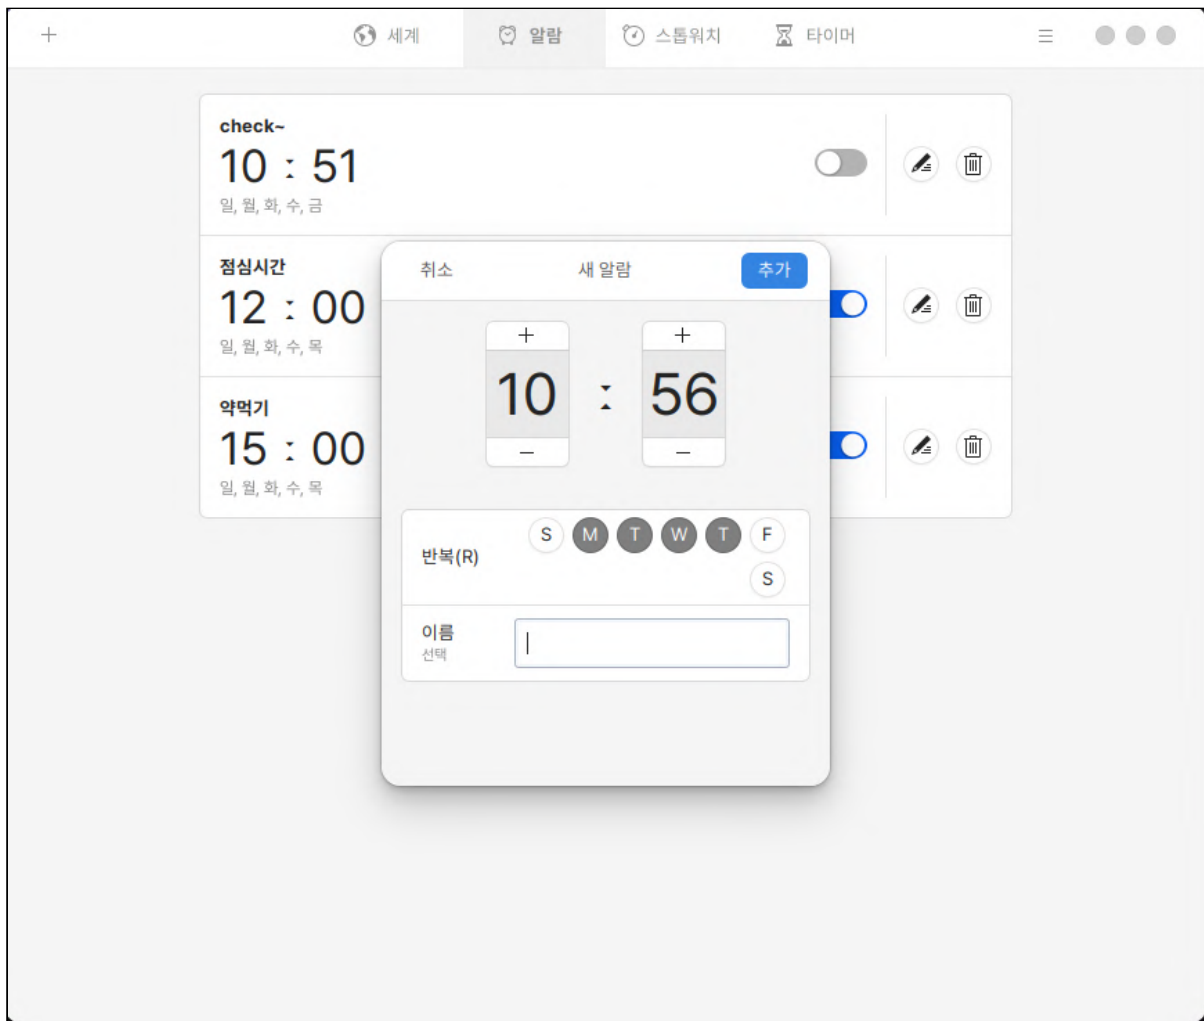 + 세계 알람 스톱워치 타이머
check~
10 : 51
일, 월, 화, 수, 금
점심시간
12 : 00
일, 월, 화, 수, 목
약먹기
15 : 00
일, 월, 화, 수, 목
취소 새 알람 추가
+ +
10 : 56
− −
반복(R) S M T W T F
S
이름
선택